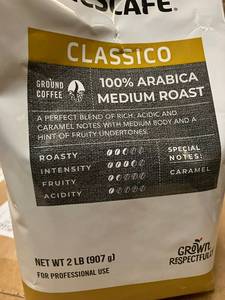 ESCAFÉ
CLASSICO
GROUND
COFFEE
100% ARABICA
MEDIUM ROAST
A PERFECT BLEND OF RICH, ACIDIC AND
CARAMEL NOTES WITH MEDIUM BODY AND A
HINT OF FRUITY UNDERTONES.
ROASTY
INTENSITY
FRUITY
ACIDITY
SPECIAL
NOTES:
CARAMEL
NET WT 2 LB (907 g)
FOR PROFESSIONAL USE
GROWN
RESPECTFULLY